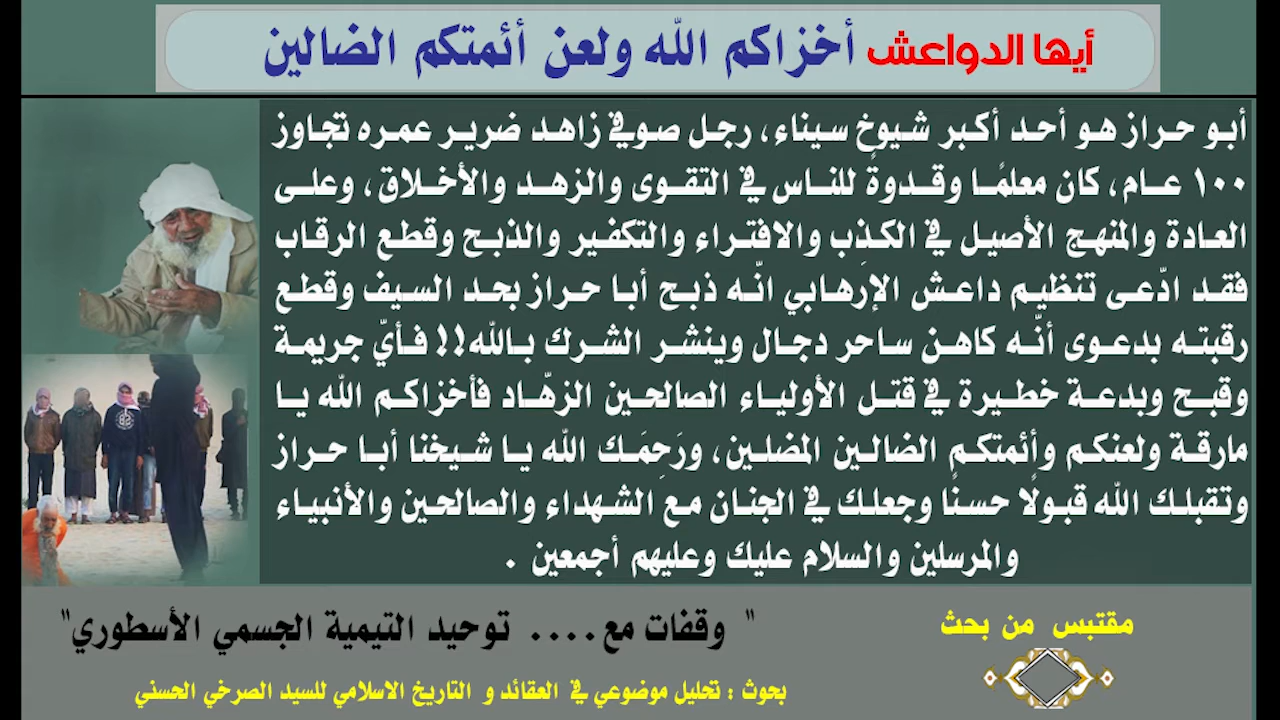 أيها الدواعش أخزاكم الله ولعن أئمتكم الضالين
أبو حراز هو أحد أكبر شيوخ سيناء، رجل صوفي زاهد ضرير عمره تجاوز
١٠٠ عام، كان معلمًا وقدوةً للناس في التقوى والزهد والأخلاق، وعلى
العادة والمنهج الأصيل في الكذِب والافتراء والتكفير والذبح وقطع الرقاب
فقد ادّعى تنظيم داعش الإرهابي انّه ذبح أبا حراز بحد السيف وقطع
رقبته بدعوى أنّه كاهن ساحر دجال وينشر الشرك بالله!! فأيّ جريمة
وقبح وبدعة خطيرة في قتل الأولياء الصالحين الزهّاد فأخزاكم الله يا
مارقة ولعنكم وأئمتكم الضالين المضلين، ورَحِمَك الله يا شيخنا أبا حراز
وتقبلك الله قبولًا حسنًا وجعلك في الجنان مع الشهداء والصالحين والأنبياء
والمرسلين والسلام عليك وعليهم أجمعين .
مقتبس من بحث
" وقفات مع.... توحيد التيمية الجسمي الأسطوري"
بحوث : تحليل موضوعي في العقائد و التاريخ الاسلامي للسيد الصرخي الحسني